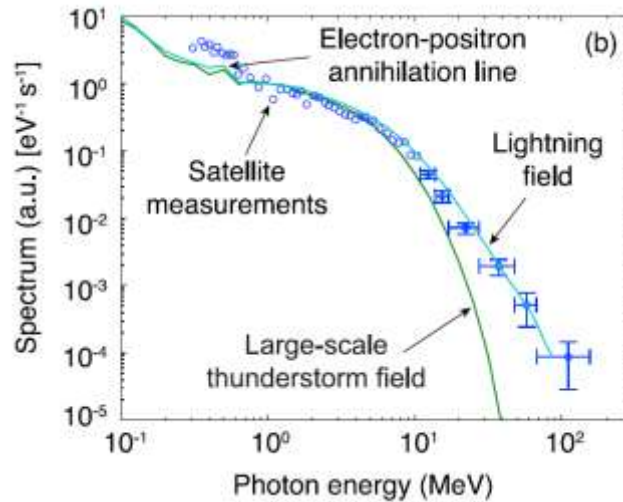 (b)
Electron-positron
annihilation line
Satellite
measurements
Lightning
field
Large-scale
thunderstorm field
Spectrum (a.u.) [eV⁻¹ s⁻¹]
10¹
10⁰
10⁻¹
10⁻²
10⁻³
10⁻⁴
10⁻⁵
10⁻¹ 10⁰ 10¹ 10²
Photon energy (MeV)